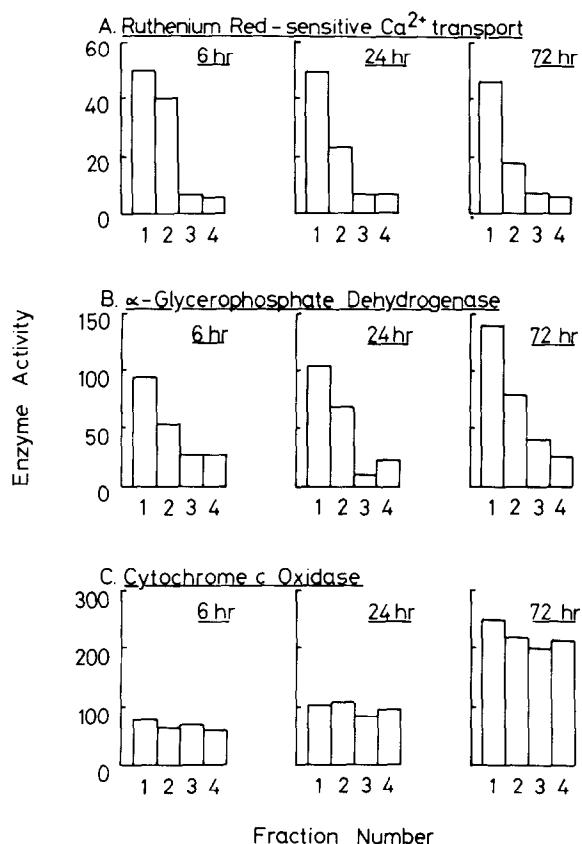 A. Ruthenium Red-sensitive Ca²⁺ transport
6 hr
24 hr
72 hr
60
40
20
0
1 2 3 4
1 2 3 4
1 2 3 4
B. α-Glycerophosphate Dehydrogenase
6 hr
24 hr
72 hr
150
100
50
0
1 2 3 4
1 2 3 4
1 2 3 4
C. Cytochrome c Oxidase
6 hr
24 hr
72 hr
300
200
100
0
1 2 3 4
1 2 3 4
1 2 3 4
Enzyme Activity
Fraction Number